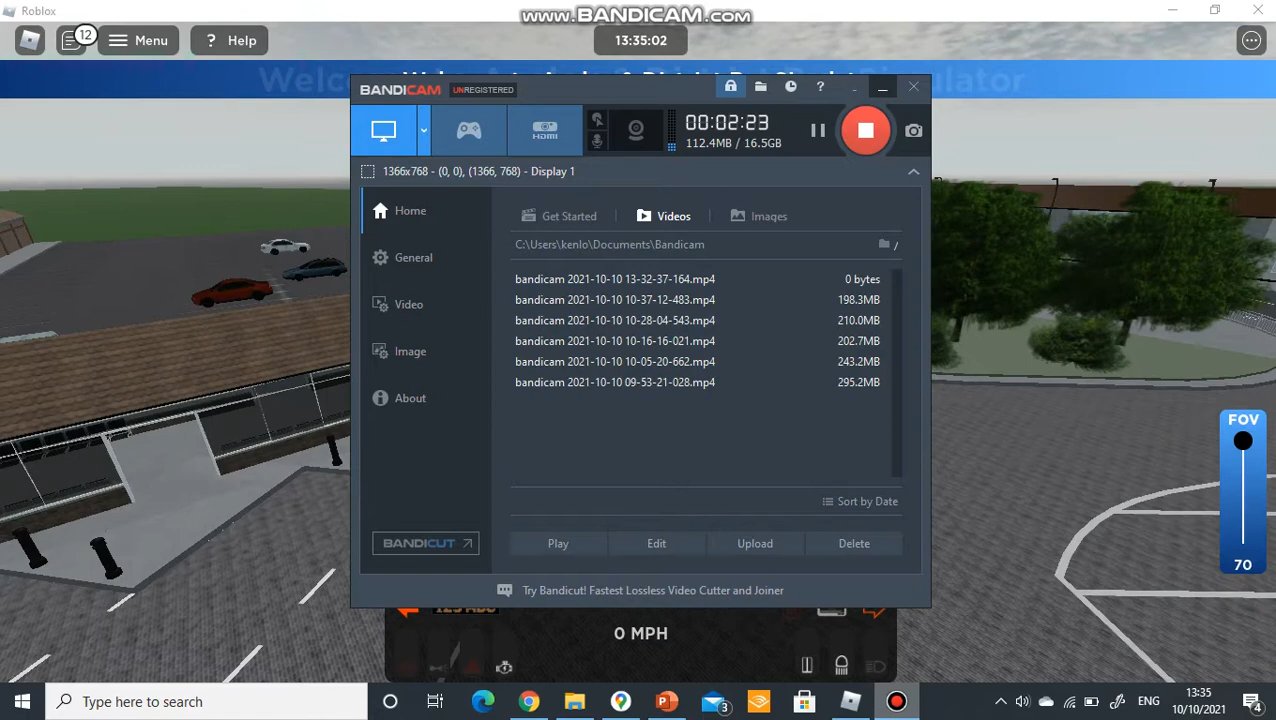 Roblox
www.BANDICAM.com
12
Menu
? Help
13:35:02
BANDICAM UNREGISTERED
?
HDMI
00:02:23
112.4MB / 16.5GB
1366x768 - (0, 0), (1366, 768) - Display 1
Home
General
Video
Image
About
BANDICUT
Get Started
Videos
Images
C:\Users\kenlo\Documents\Bandicam
/
bandicam 2021-10-10 13-32-37-164.mp4 0 bytes
bandicam 2021-10-10 10-37-12-483.mp4 198.3MB
bandicam 2021-10-10 10-28-04-543.mp4 210.0MB
bandicam 2021-10-10 10-16-16-021.mp4 202.7MB
bandicam 2021-10-10 10-05-20-662.mp4 243.2MB
bandicam 2021-10-10 09-53-21-028.mp4 295.2MB
Sort by Date
Play
Edit
Upload
Delete
Try Bandicut! Fastest Lossless Video Cutter and Joiner
FOV
70
0 MPH
Type here to search
3
ENG
13:35
10/10/2021
4